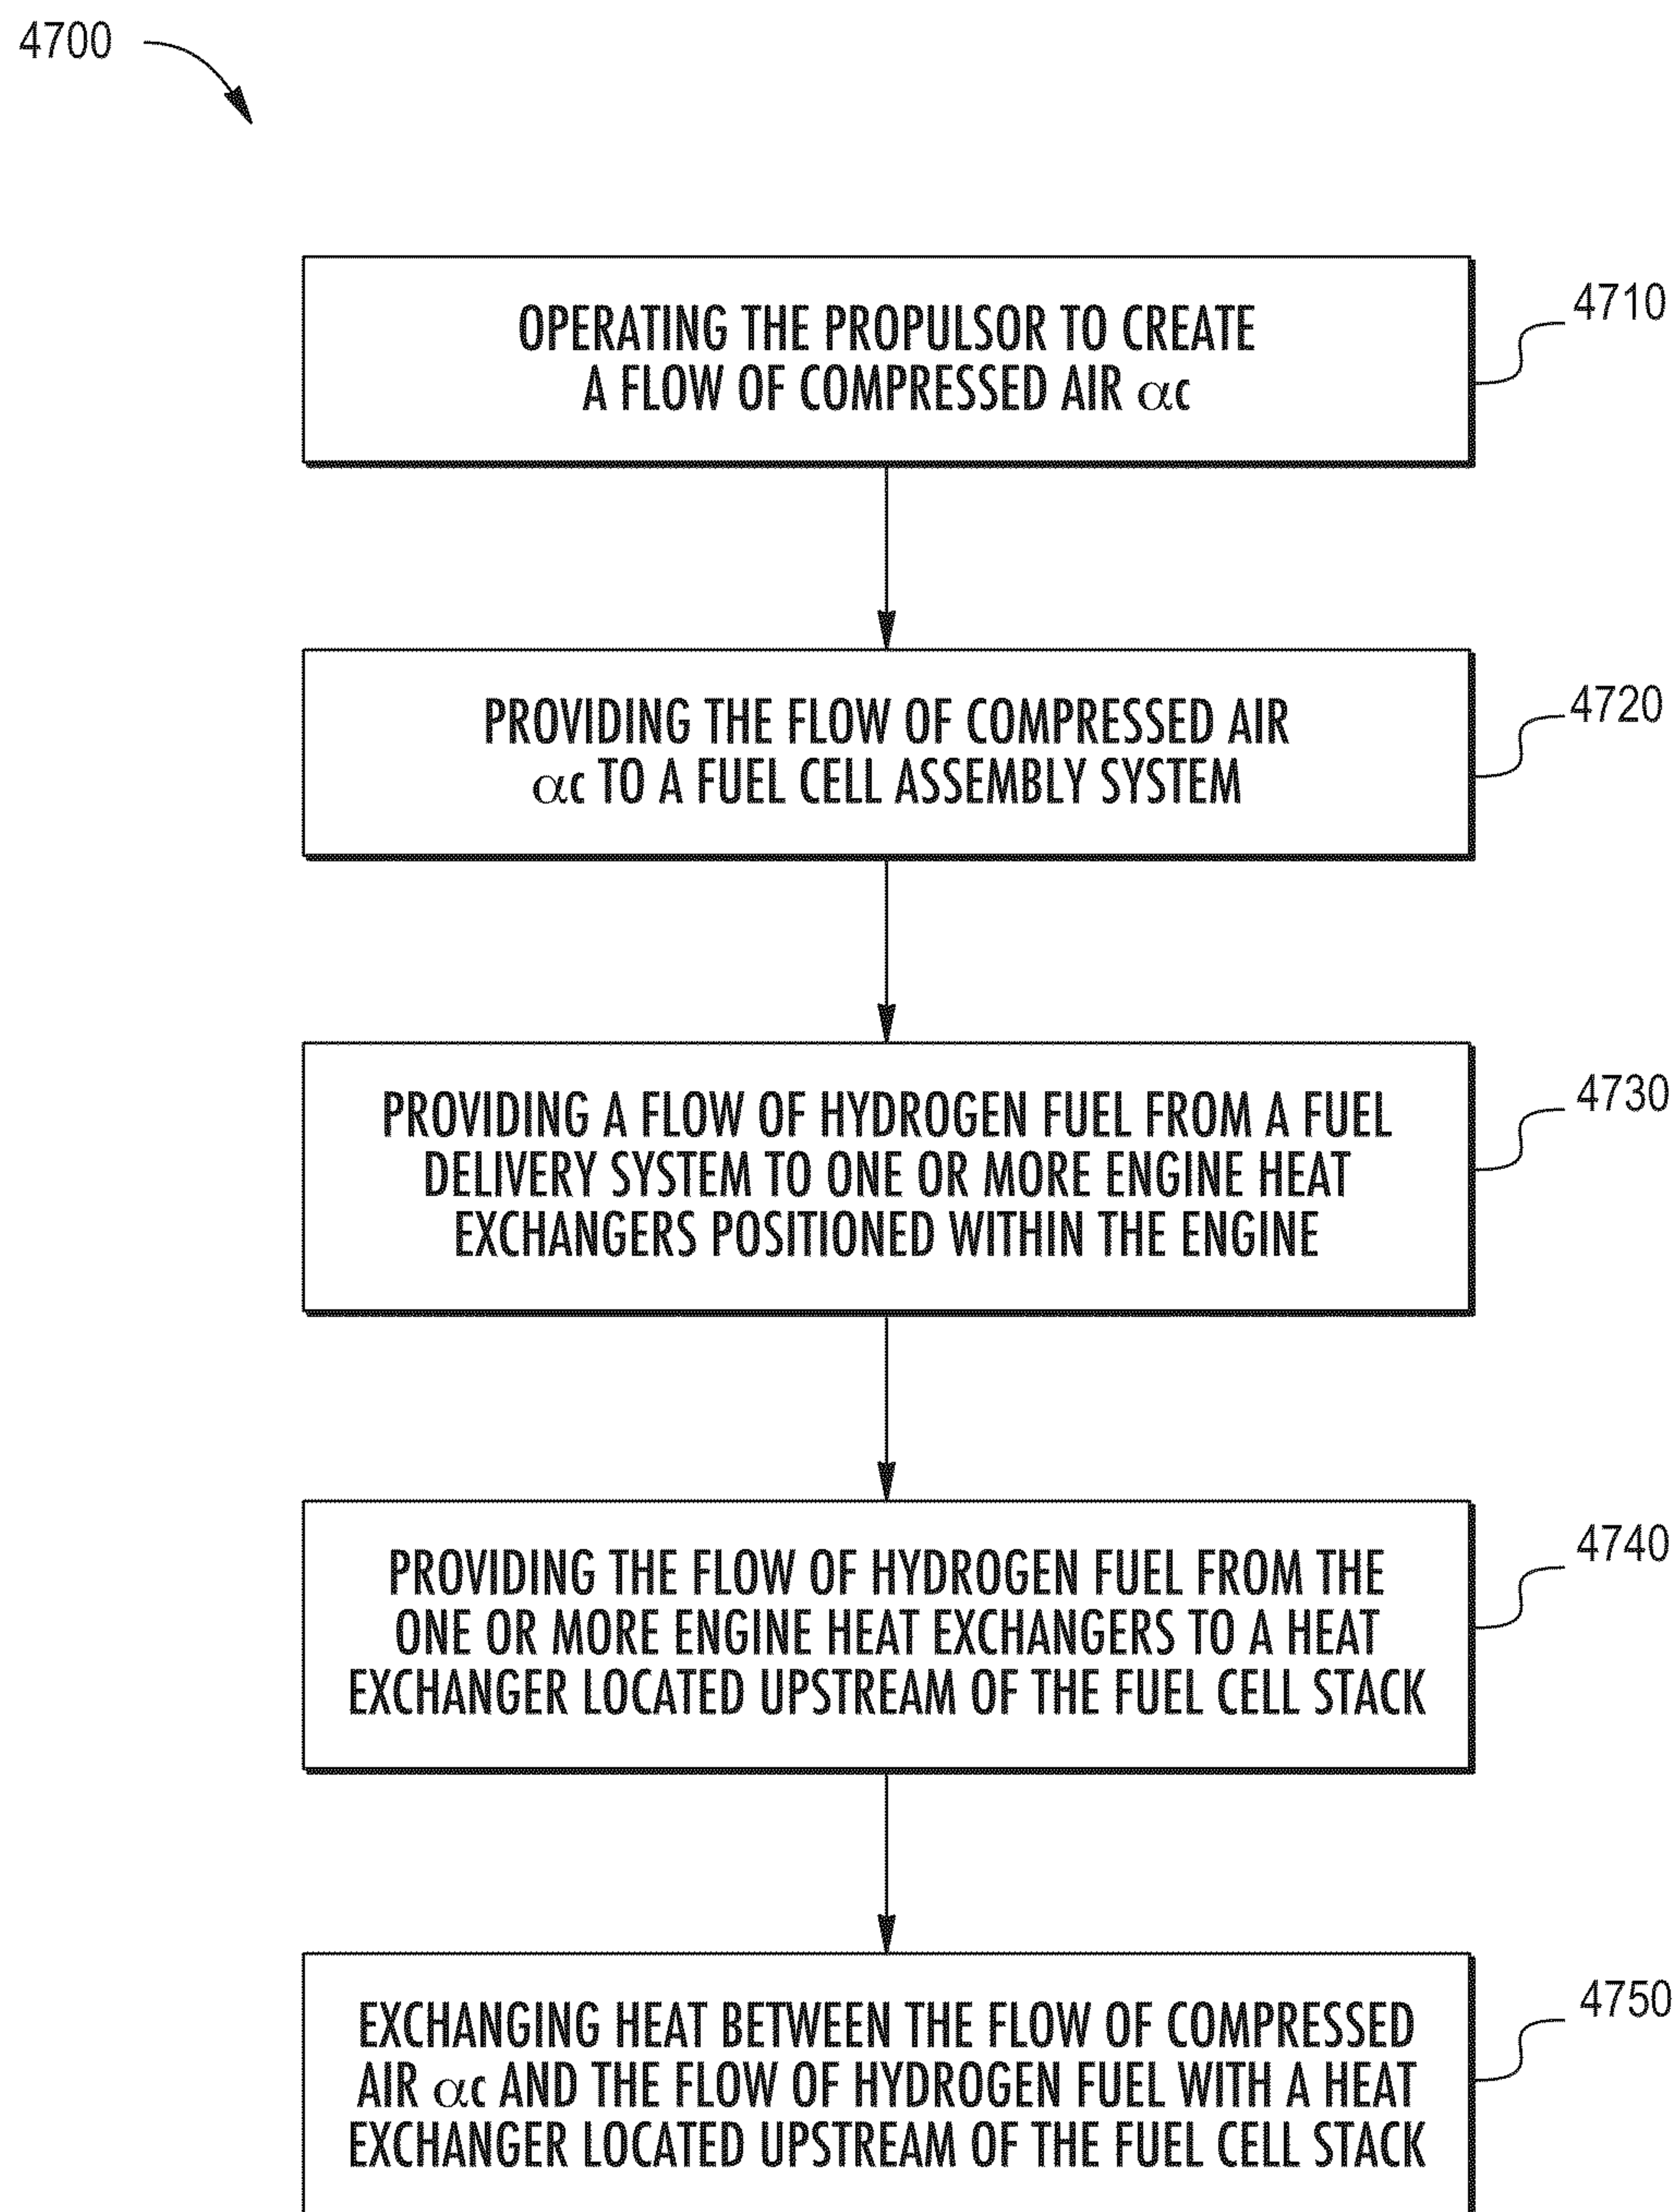 4700
OPERATING THE PROPULSOR TO CREATE
A FLOW OF COMPRESSED AIR αC
4710
PROVIDING THE FLOW OF COMPRESSED AIR
αC TO A FUEL CELL ASSEMBLY SYSTEM
4720
PROVIDING A FLOW OF HYDROGEN FUEL FROM A FUEL
DELIVERY SYSTEM TO ONE OR MORE ENGINE HEAT
EXCHANGERS POSITIONED WITHIN THE ENGINE
4730
PROVIDING THE FLOW OF HYDROGEN FUEL FROM THE
ONE OR MORE ENGINE HEAT EXCHANGERS TO A HEAT
EXCHANGER LOCATED UPSTREAM OF THE FUEL CELL STACK
4740
EXCHANGING HEAT BETWEEN THE FLOW OF COMPRESSED
AIR αC AND THE FLOW OF HYDROGEN FUEL WITH A HEAT
EXCHANGER LOCATED UPSTREAM OF THE FUEL CELL STACK
4750